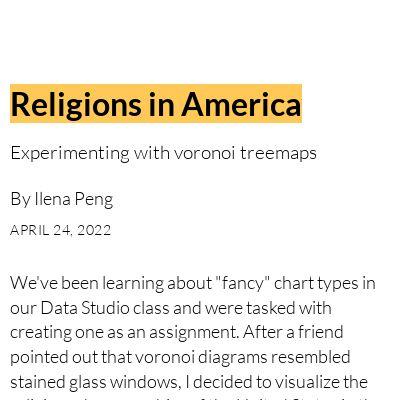 Religions in America
Experimenting with voronoi treemaps
By Ilena Peng
APRIL 24, 2022
We've been learning about "fancy" chart types in
our Data Studio class and were tasked with
creating one as an assignment. After a friend
pointed out that voronoi diagrams resembled
stained glass windows, I decided to visualize the